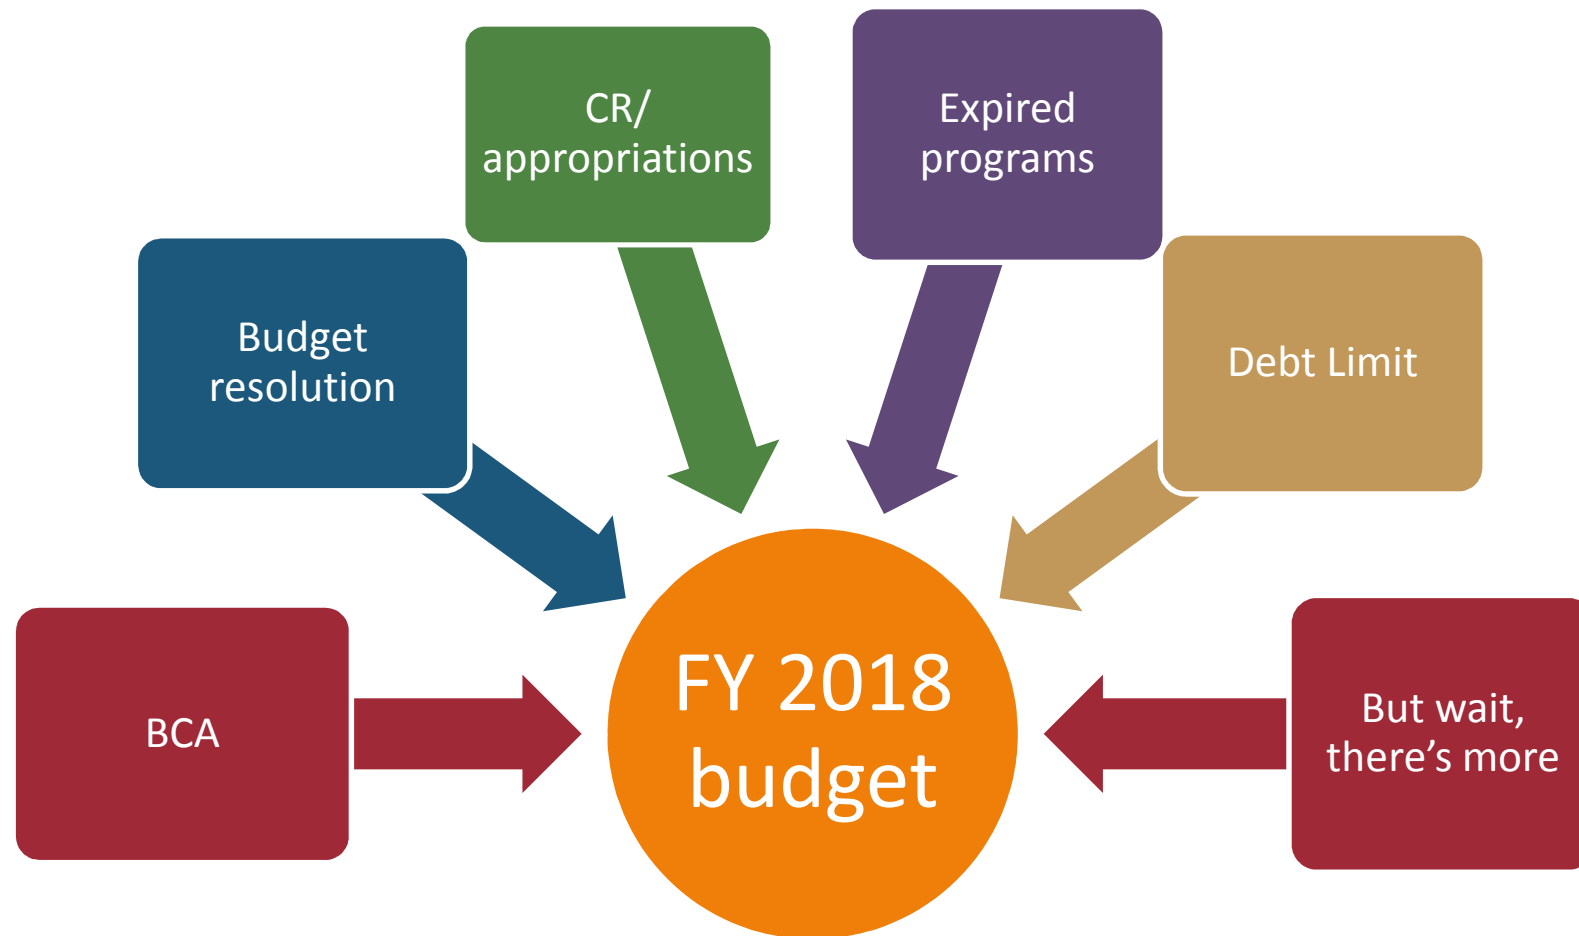 CR/
appropriations
Expired
programs
Budget
resolution
Debt Limit
BCA
FY 2018
budget
But wait,
there’s more